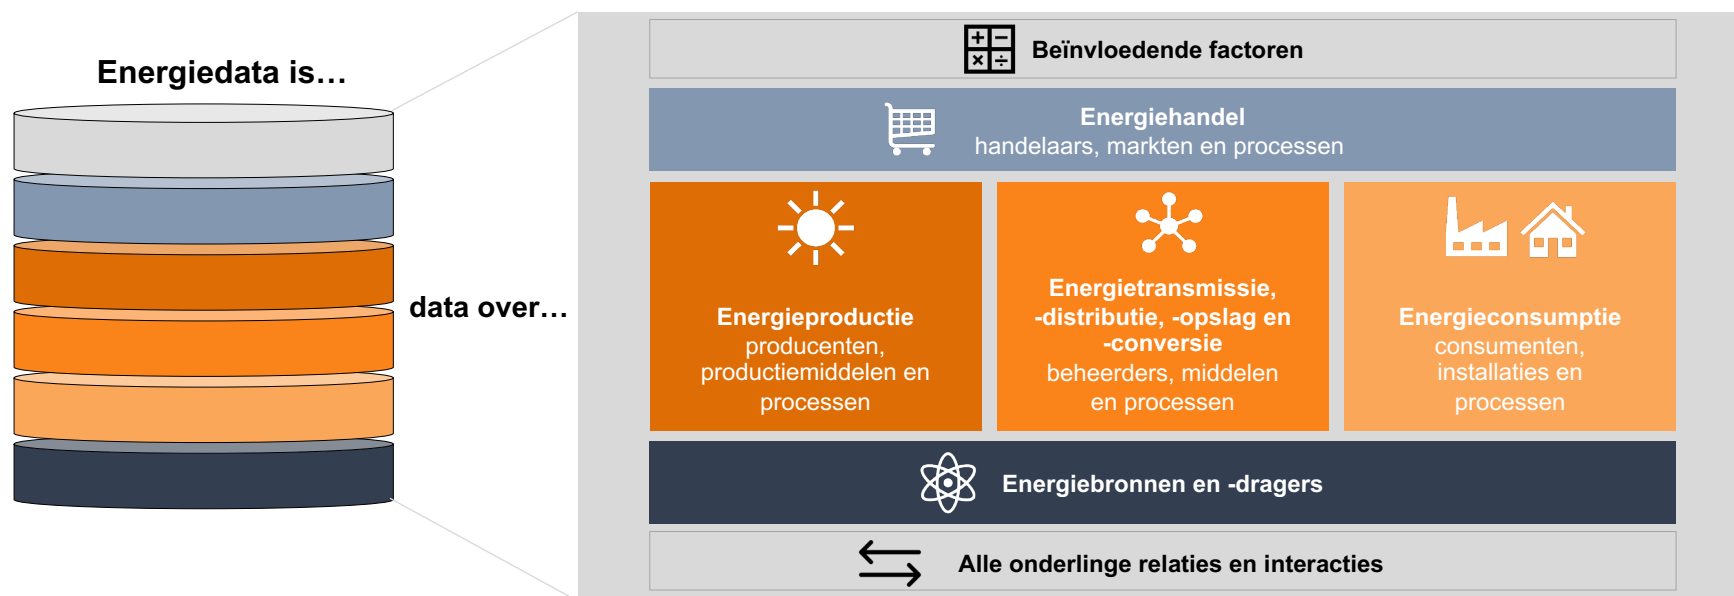 Energiedata is…
data over…
Beïnvloedende factoren
Energiehandel
handelaars, markten en processen
Energieproductie
producenten,
productiemiddelen en
processen
Energietransmissie,
-distributie, -opslag en
-conversie
beheerders, middelen
en processen
Energieconsumptie
consumenten,
installaties en
processen
Energiebronnen en -dragers
Alle onderlinge relaties en interacties